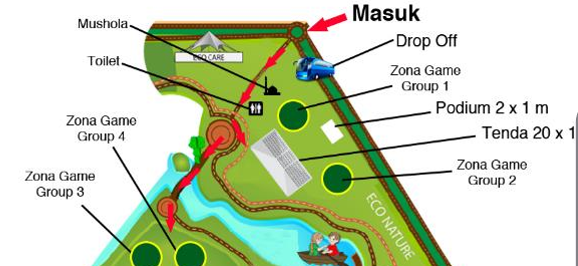 Masuk
Mushola
Drop Off
ECO CARE
Toilet
Zona Game
Group 1
Podium 2 x 1 m
Zona Game
Group 4
Tenda 20 x 1
Zona Game
Group 2
Zona Game
Group 3
ECO NATURE